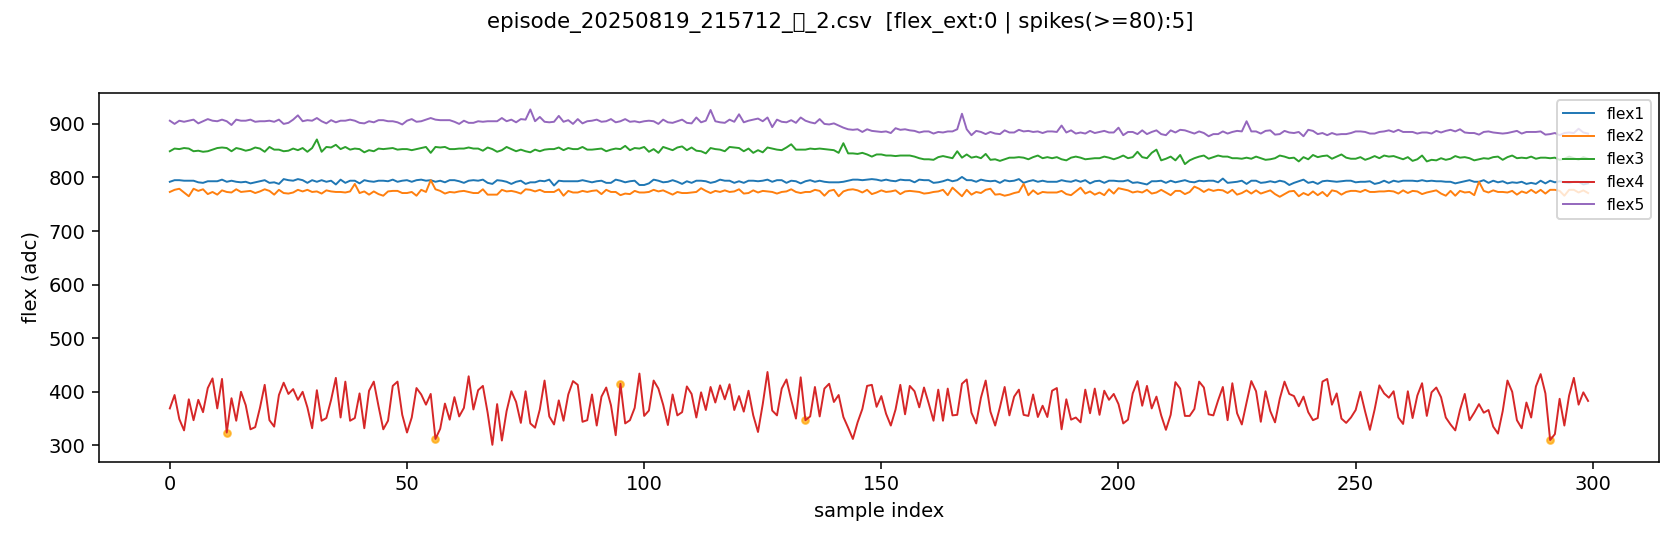 episode_20250819_215712_▯_2.csv  [flex_ext:0 | spikes(>=80):5]
flex (adc)
900
800
700
600
500
400
300
0
50
100
150
200
250
300
sample index
flex1
flex2
flex3
flex4
flex5